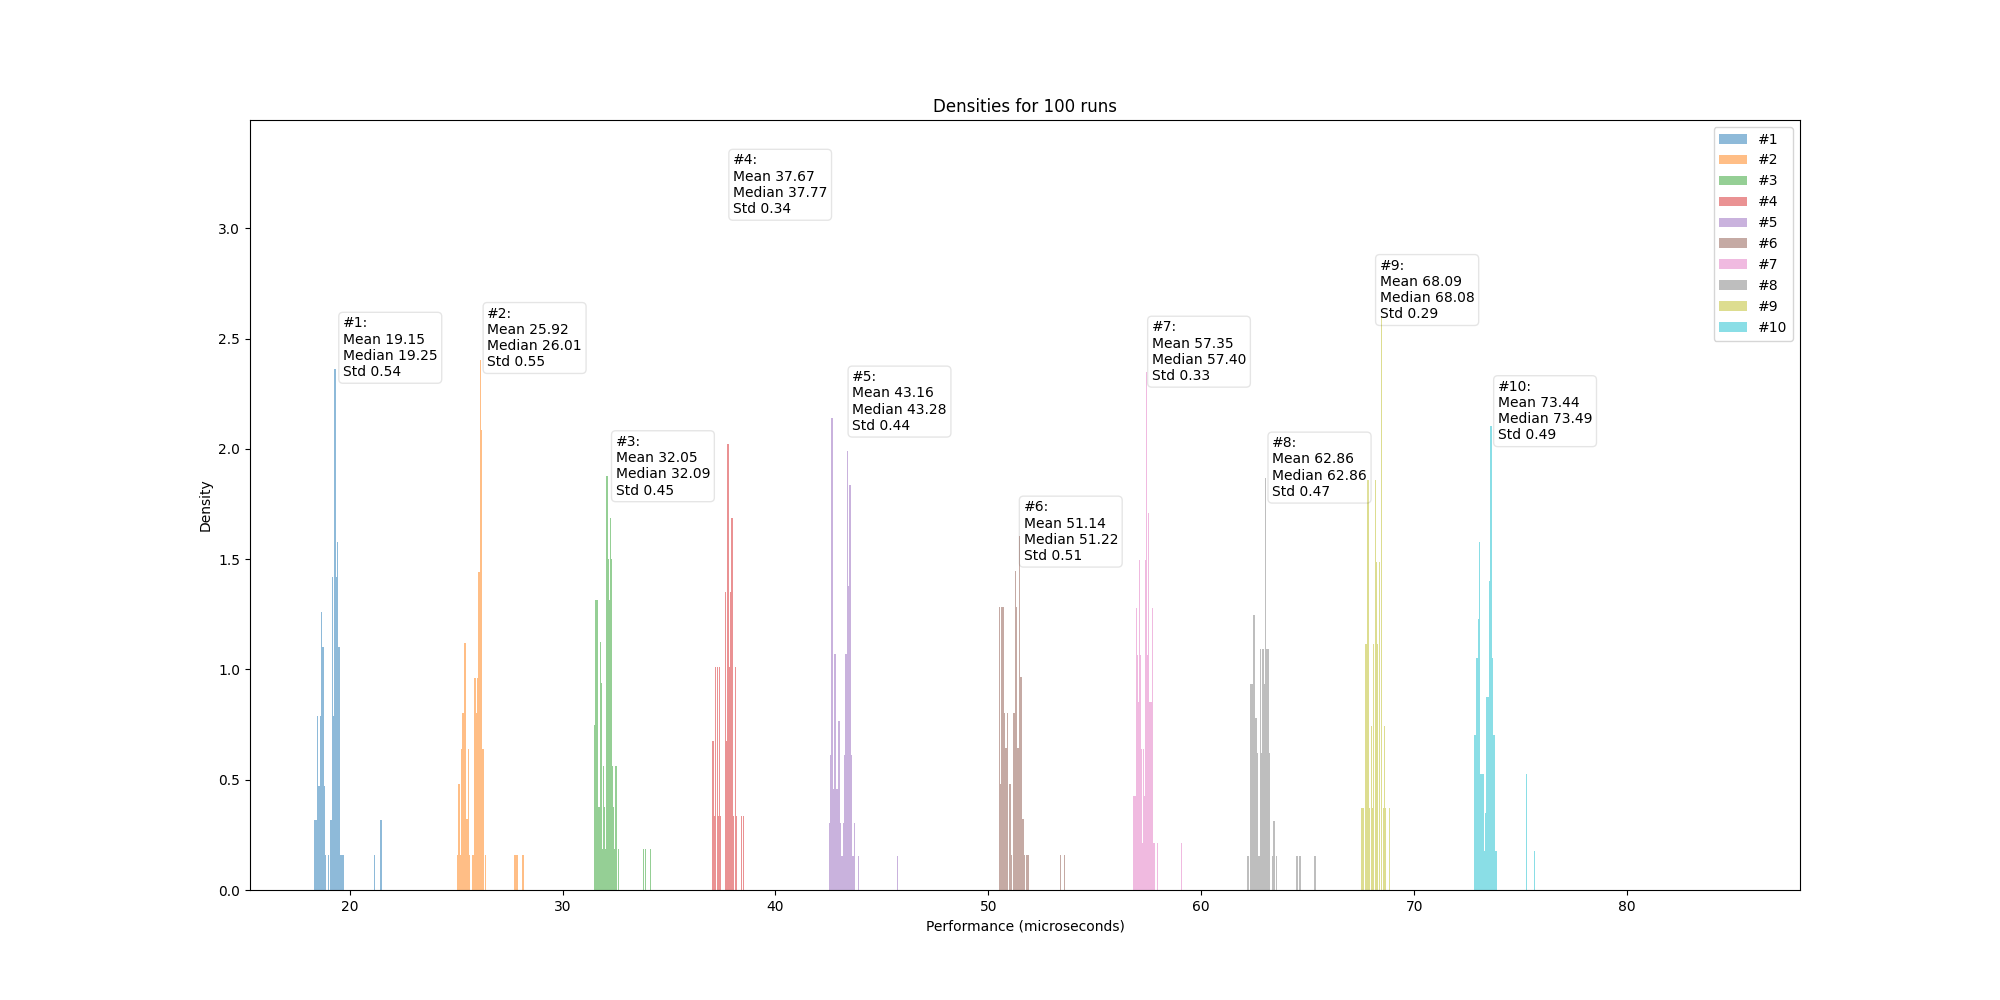 Densities for 100 runs
#4:
Mean 37.67
Median 37.77
Std 0.34
#1:
Mean 19.15
Median 19.25
Std 0.54
#2:
Mean 25.92
Median 26.01
Std 0.55
#3:
Mean 32.05
Median 32.09
Std 0.45
#5:
Mean 43.16
Median 43.28
Std 0.44
#6:
Mean 51.14
Median 51.22
Std 0.51
#7:
Mean 57.35
Median 57.40
Std 0.33
#8:
Mean 62.86
Median 62.86
Std 0.47
#9:
Mean 68.09
Median 68.08
Std 0.29
#10:
Mean 73.44
Median 73.49
Std 0.49
#1
#2
#3
#4
#5
#6
#7
#8
#9
#10
Density
3.0
2.5
2.0
1.5
1.0
0.5
0.0
20 30 40 50 60 70 80
Performance (microseconds)